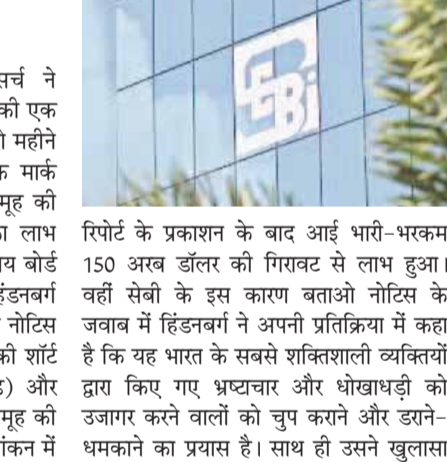 SEBi
सर्च ने
की एक
महीने
मार्क
मूह की
लाभ
बोर्ड
हिंडनबर्ग
नोटिस
की शॉर्ट
) और
मूह की
में
रिपोर्ट के प्रकाशन के बाद आई भारी-भरकम
150 अरब डॉलर की गिरावट से लाभ हुआ।
वहीं सेबी के इस कारण बताओ नोटिस के
जवाब में हिंडनबर्ग ने अपनी प्रतिक्रिया में कहा
है कि यह भारत के सबसे शक्तिशाली व्यक्तियों
द्वारा किए गए भ्रष्टाचार और धोखाधड़ी को
उजागर करने वालों को चुप कराने और डराने-
धमकाने का प्रयास है। साथ ही उसने खुलासा